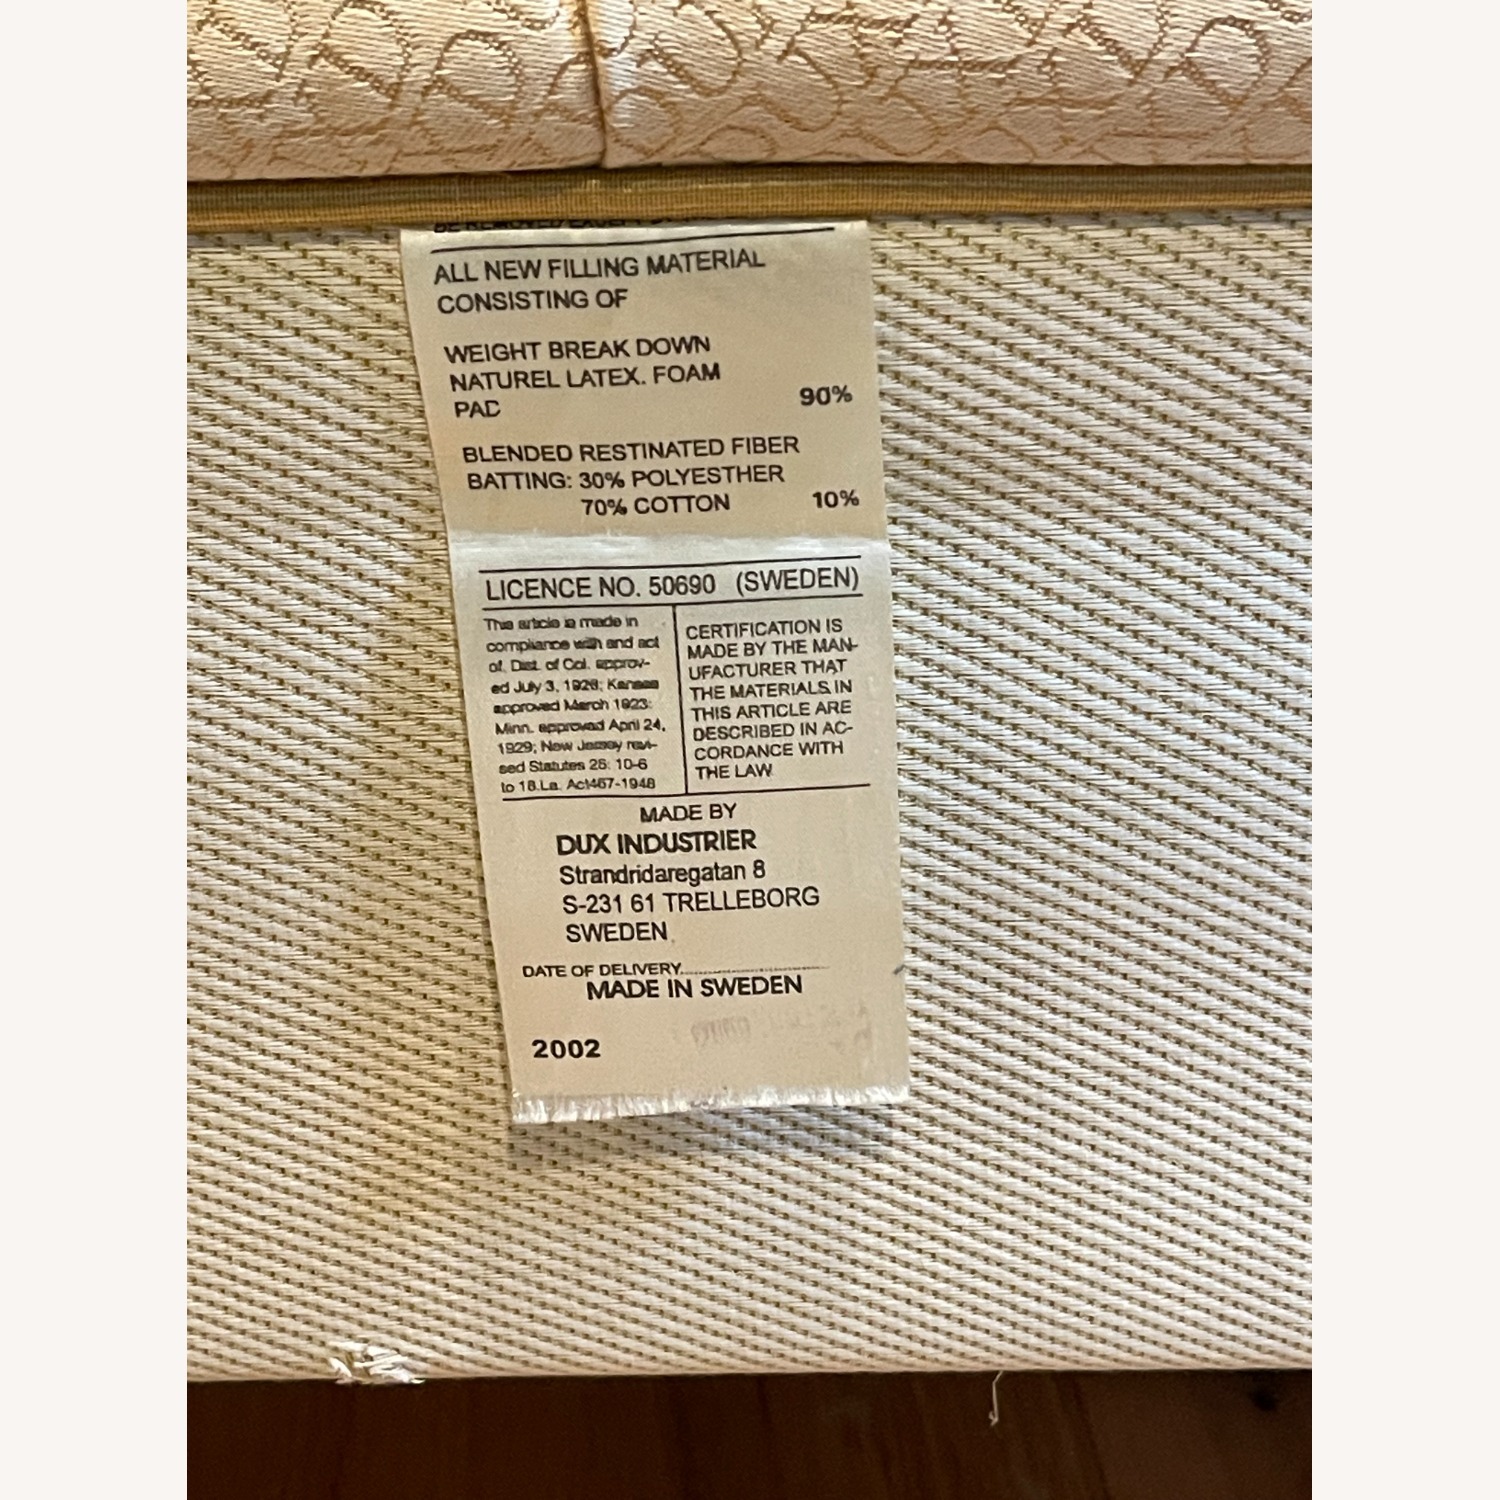 BE REMOVED EXCEPT
ALL NEW FILLING MATERIAL
CONSISTING OF
WEIGHT BREAK DOWN
NATUREL LATEX. FOAM
PAD 90%
BLENDED RESTINATED FIBER
BATTING: 30% POLYESTHER
70% COTTON 10%
LICENCE NO. 50690 (SWEDEN)
This article is made in
compliance with and act
of. Dist. of Col. approv-
ed July 3, 1926; Kansas
approved March 1923:
Minn. approved April 24,
1929; New Jersey revi-
sed Statutes 26: 10-6
to 18.La. Act467-1948
CERTIFICATION IS
MADE BY THE MAN-
UFACTURER THAT
THE MATERIALS IN
THIS ARTICLE ARE
DESCRIBED IN AC-
CORDANCE WITH
THE LAW
MADE BY
DUX INDUSTRIER
Strandridaregatan 8
S-231 61 TRELLEBORG
SWEDEN
DATE OF DELIVERY..............................
MADE IN SWEDEN
2002